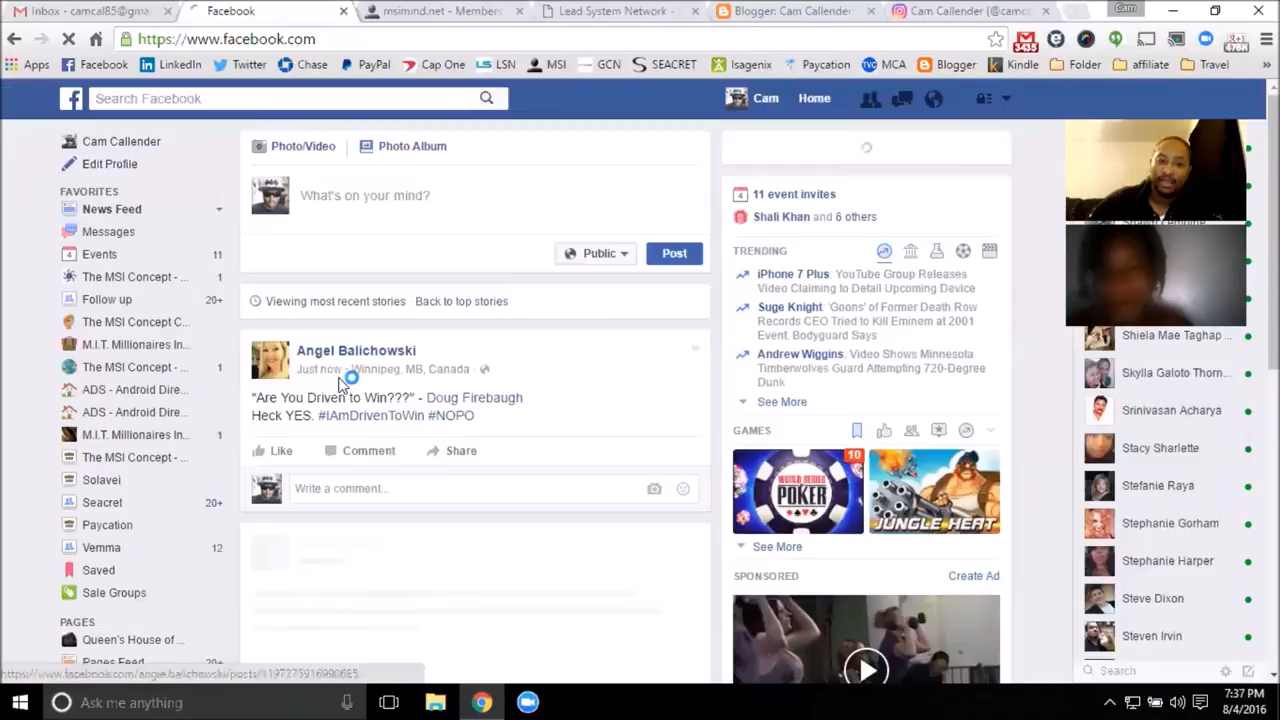 Inbox - camcal85@gma
Facebook
msimind.net - Members
Lead System Network -
Blogger: Cam Callender
Cam Callender (@camc
Cam
https://www.facebook.com
3435
478K
Apps
Facebook
LinkedIn
Twitter
Chase
PayPal
Cap One
LSN
MSI
GCN
SEACRET
Isagenix
Paycation
MCA
Blogger
Kindle
Folder
affiliate
Travel
Search Facebook
Cam
Home
Cam Callender
Edit Profile
FAVORITES
News Feed
Messages
Events 11
The MSI Concept - ... 1
Follow up 20+
The MSI Concept C...
M.I.T. Millionaires In...
The MSI Concept - ... 1
ADS - Android Dire...
ADS - Android Dire...
M.I.T. Millionaires In... 1
The MSI Concept - ...
Solavei
Seacret 20+
Paycation
Vemma 12
Saved
Sale Groups
PAGES
Queen's House of ...
Pages Feed 20+
Photo/Video
Photo Album
What's on your mind?
Public
Post
Viewing most recent stories Back to top stories
Angel Balichowski
Just now - Winnipeg, MB, Canada
"Are You Driven to Win???" - Doug Firebaugh
Heck YES. #IAmDrivenToWin #NOPO
Like Comment Share
Write a comment...
4
11 event invites
Shali Khan and 6 others
TRENDING
iPhone 7 Plus: YouTube Group Releases
Video Claiming to Detail Upcoming Device
Suge Knight: 'Goons' of Former Death Row
Records CEO Tried to Kill Eminem at 2001
Event, Bodyguard Says
Andrew Wiggins: Video Shows Minnesota
Timberwolves Guard Attempting 720-Degree
Dunk
See More
GAMES
10
WORLD SERIES
POKER
JUNGLE HEAT
See More
SPONSORED
Create Ad
Shiela Mae Taghap...
Skylla Galoto Thorn...
Srinivasan Acharya
Stacy Sharlette
Stefanie Raya
Stephanie Gorham
Stephanie Harper
Steve Dixon
Steven Irvin
Search
Ask me anything
7:37 PM
8/4/2016